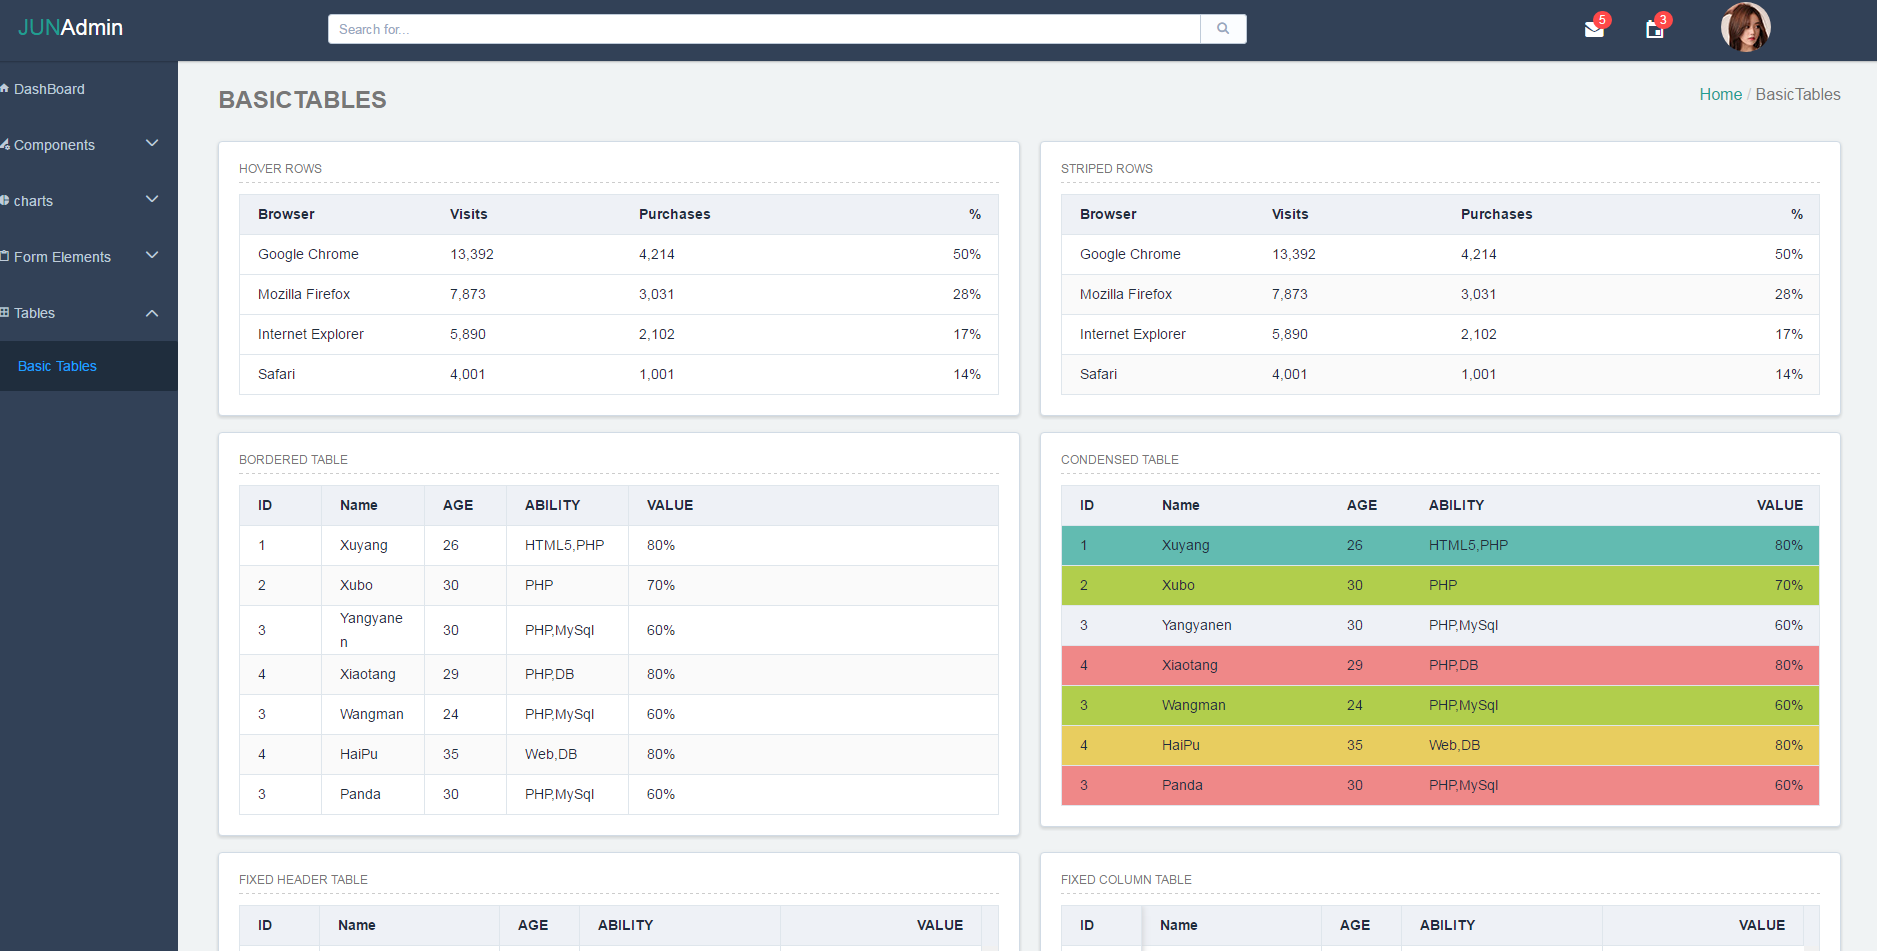 JUNAdmin
Search for...
5
3
DashBoard
Components
charts
Form Elements
Tables
Basic Tables
BASICTABLES
Home / BasicTables
HOVER ROWS
Browser Visits Purchases %
Google Chrome 13,392 4,214 50%
Mozilla Firefox 7,873 3,031 28%
Internet Explorer 5,890 2,102 17%
Safari 4,001 1,001 14%
STRIPED ROWS
Browser Visits Purchases %
Google Chrome 13,392 4,214 50%
Mozilla Firefox 7,873 3,031 28%
Internet Explorer 5,890 2,102 17%
Safari 4,001 1,001 14%
BORDERED TABLE
ID Name AGE ABILITY VALUE
1 Xuyang 26 HTML5,PHP 80%
2 Xubo 30 PHP 70%
3 Yangyane
n 30 PHP,MySql 60%
4 Xiaotang 29 PHP,DB 80%
3 Wangman 24 PHP,MySql 60%
4 HaiPu 35 Web,DB 80%
3 Panda 30 PHP,MySql 60%
CONDENSED TABLE
ID Name AGE ABILITY VALUE
1 Xuyang 26 HTML5,PHP 80%
2 Xubo 30 PHP 70%
3 Yangyanen 30 PHP,MySql 60%
4 Xiaotang 29 PHP,DB 80%
3 Wangman 24 PHP,MySql 60%
4 HaiPu 35 Web,DB 80%
3 Panda 30 PHP,MySql 60%
FIXED HEADER TABLE
ID Name AGE ABILITY VALUE
FIXED COLUMN TABLE
ID Name AGE ABILITY VALUE